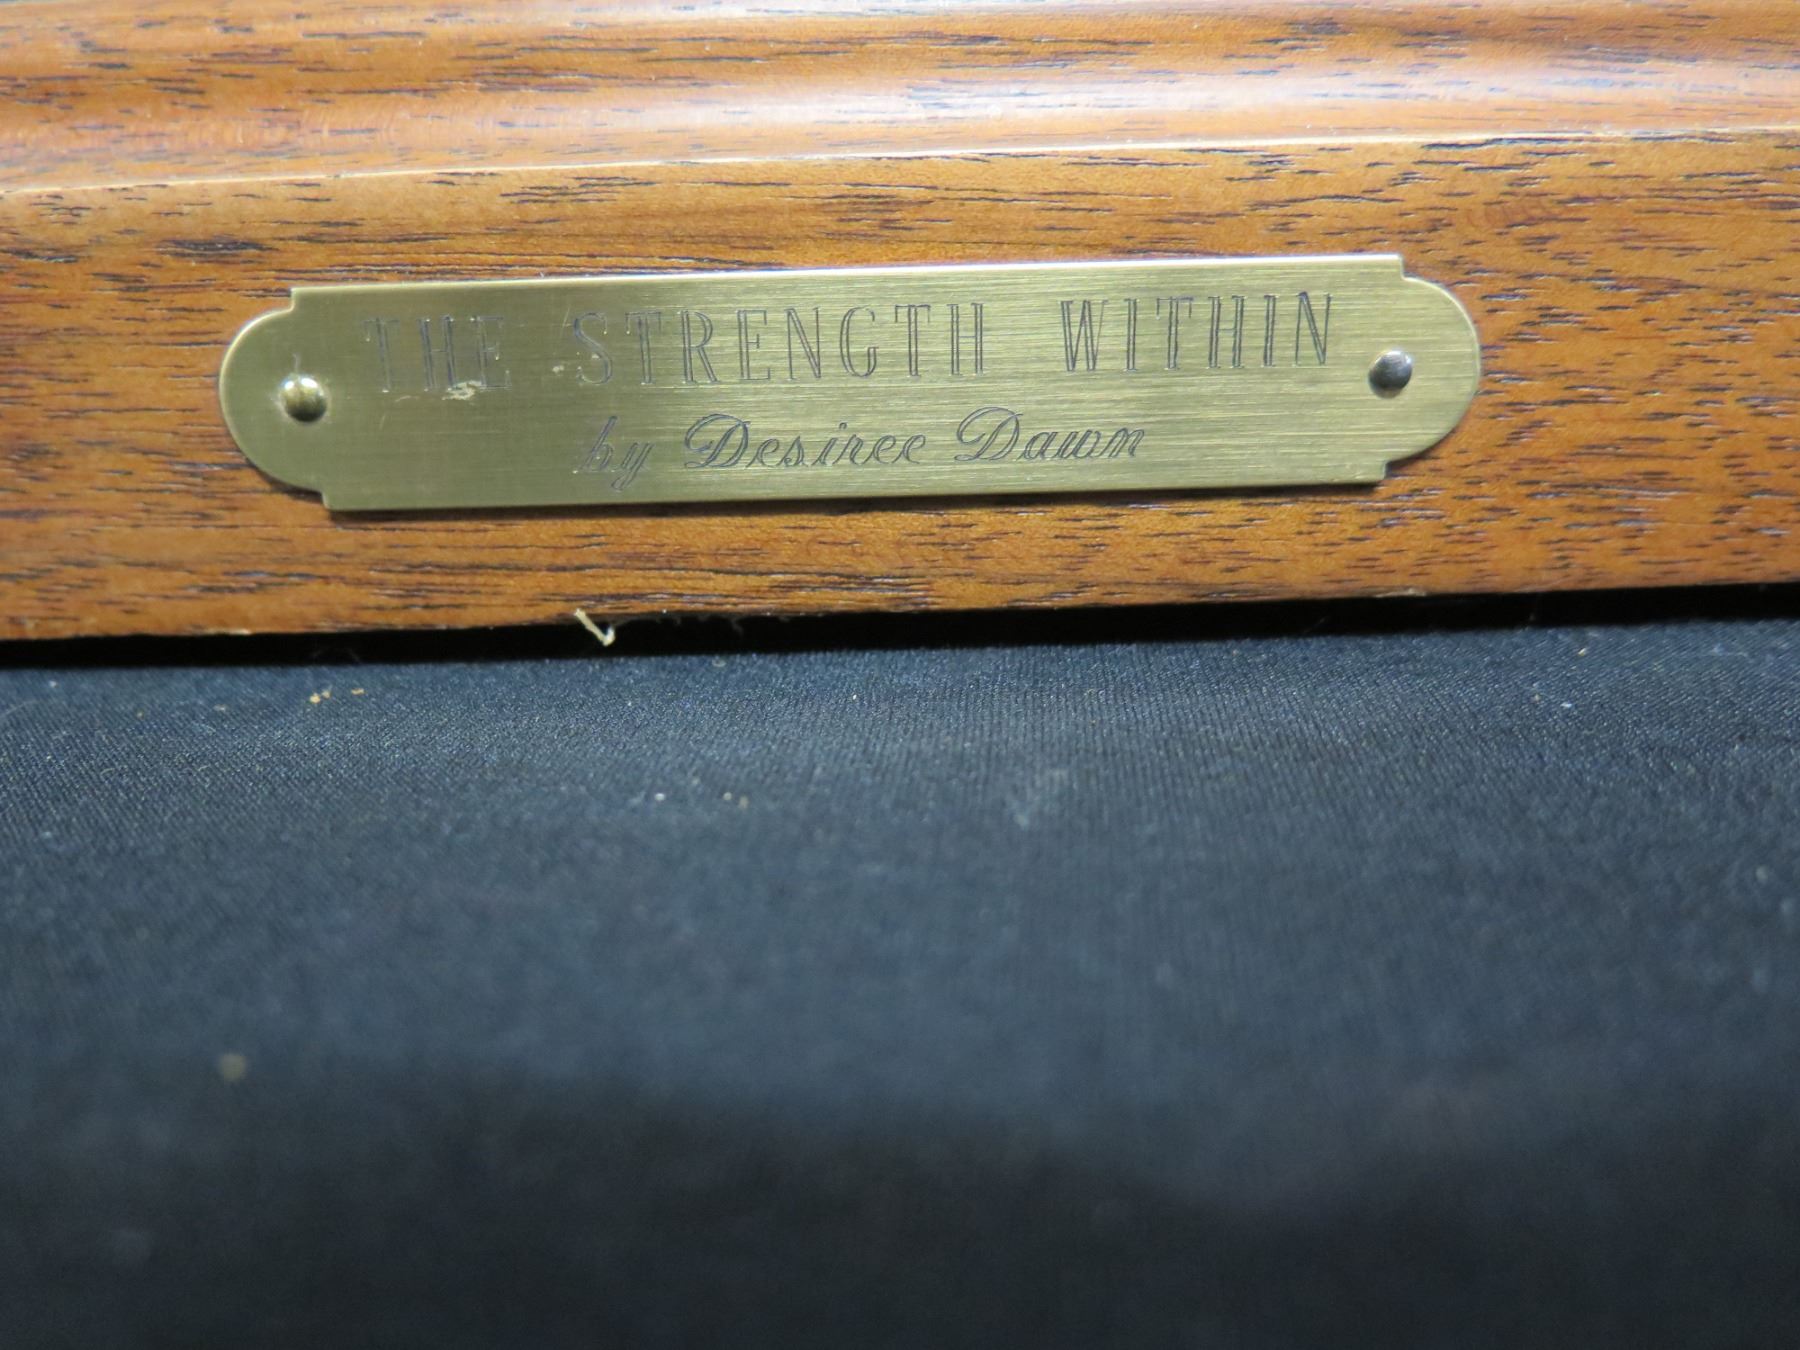 THE STRENGTH WITHIN
by Desiree Dawn